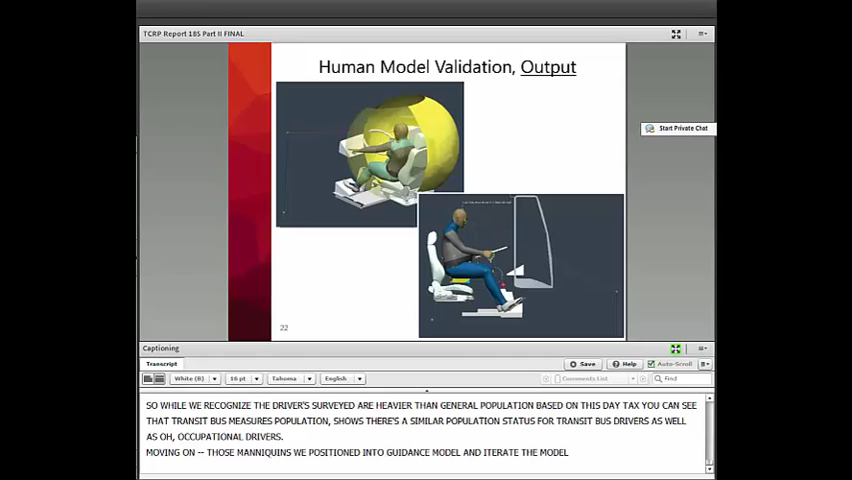 TCRP Report 185 Part II FINAL
Human Model Validation, Output
Start Private Chat
22
Captioning
Transcript
Save
Help
Auto-Scroll
White (B)
16 pt
Tahoma
English
Comments List
Find
SO WHILE WE RECOGNIZE THE DRIVER'S SURVEYED ARE HEAVIER THAN GENERAL POPULATION BASED ON THIS DAY TAX YOU CAN SEE
THAT TRANSIT BUS MEASURES POPULATION, SHOWS THERE'S A SIMILAR POPULATION STATUS FOR TRANSIT BUS DRIVERS AS WELL
AS OH, OCCUPATIONAL DRIVERS.
MOVING ON -- THOSE MANNIQUINS WE POSITIONED INTO GUIDANCE MODEL AND ITERATE THE MODEL